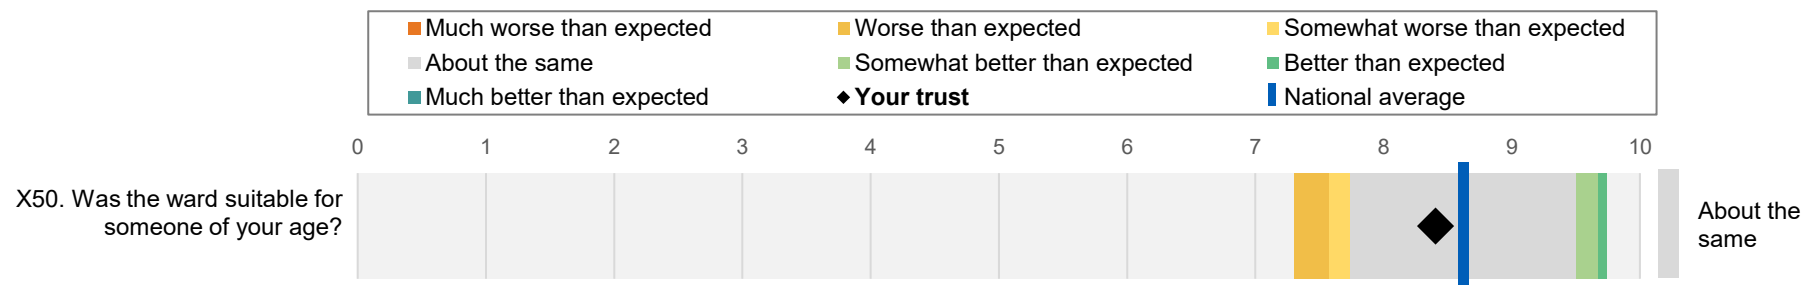 Much worse than expected
Worse than expected
Somewhat worse than expected
About the same
Somewhat better than expected
Better than expected
Much better than expected
Your trust
National average
0 1 2 3 4 5 6 7 8 9 10
X50. Was the ward suitable for
someone of your age?
About the
same